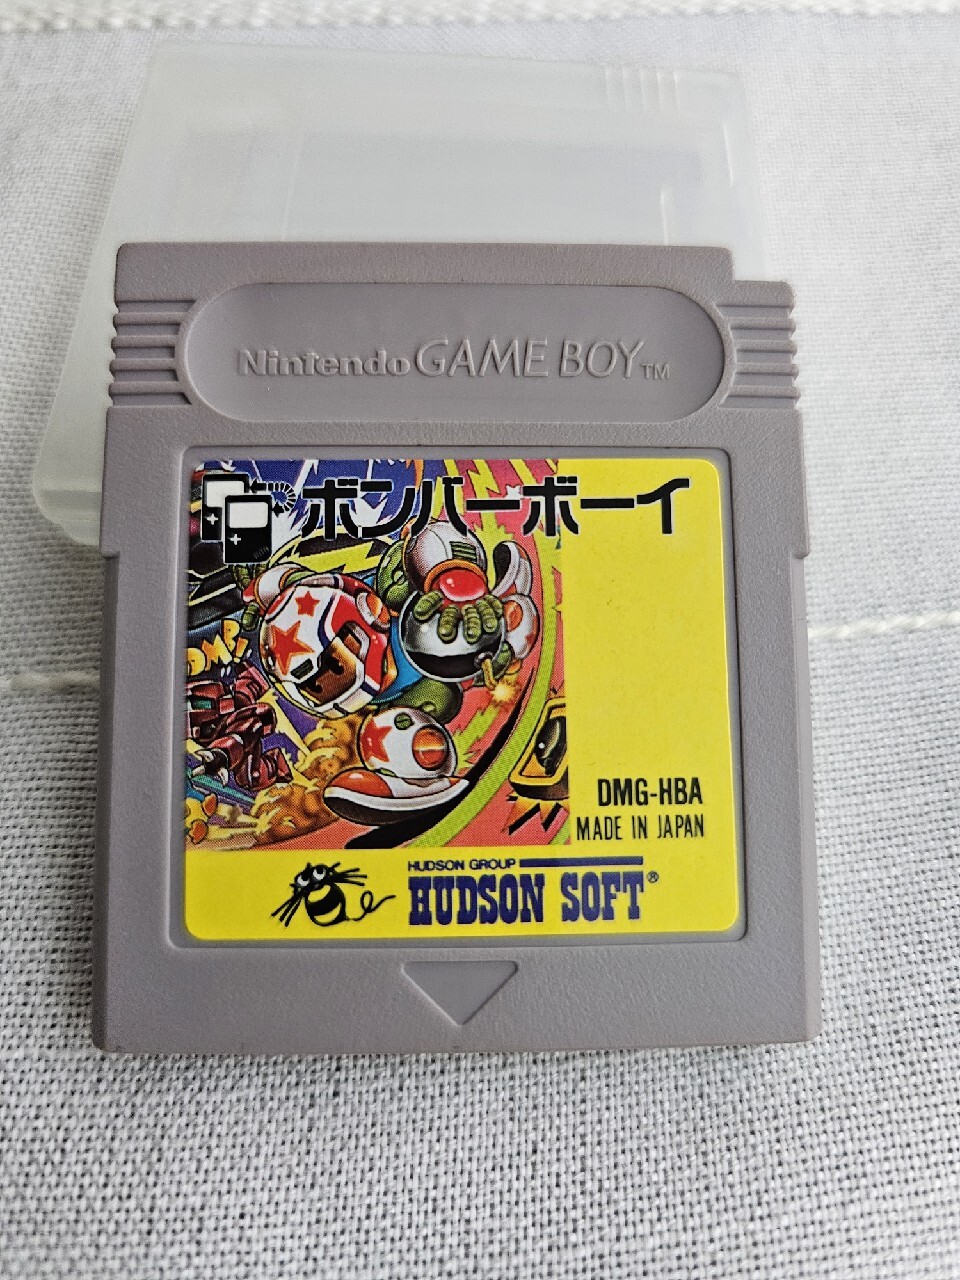 Nintendo GAME BOY™
ボンバーボーイ
OMP!
DMG-HBA
MADE IN JAPAN
HUDSON GROUP
HUDSON SOFT®